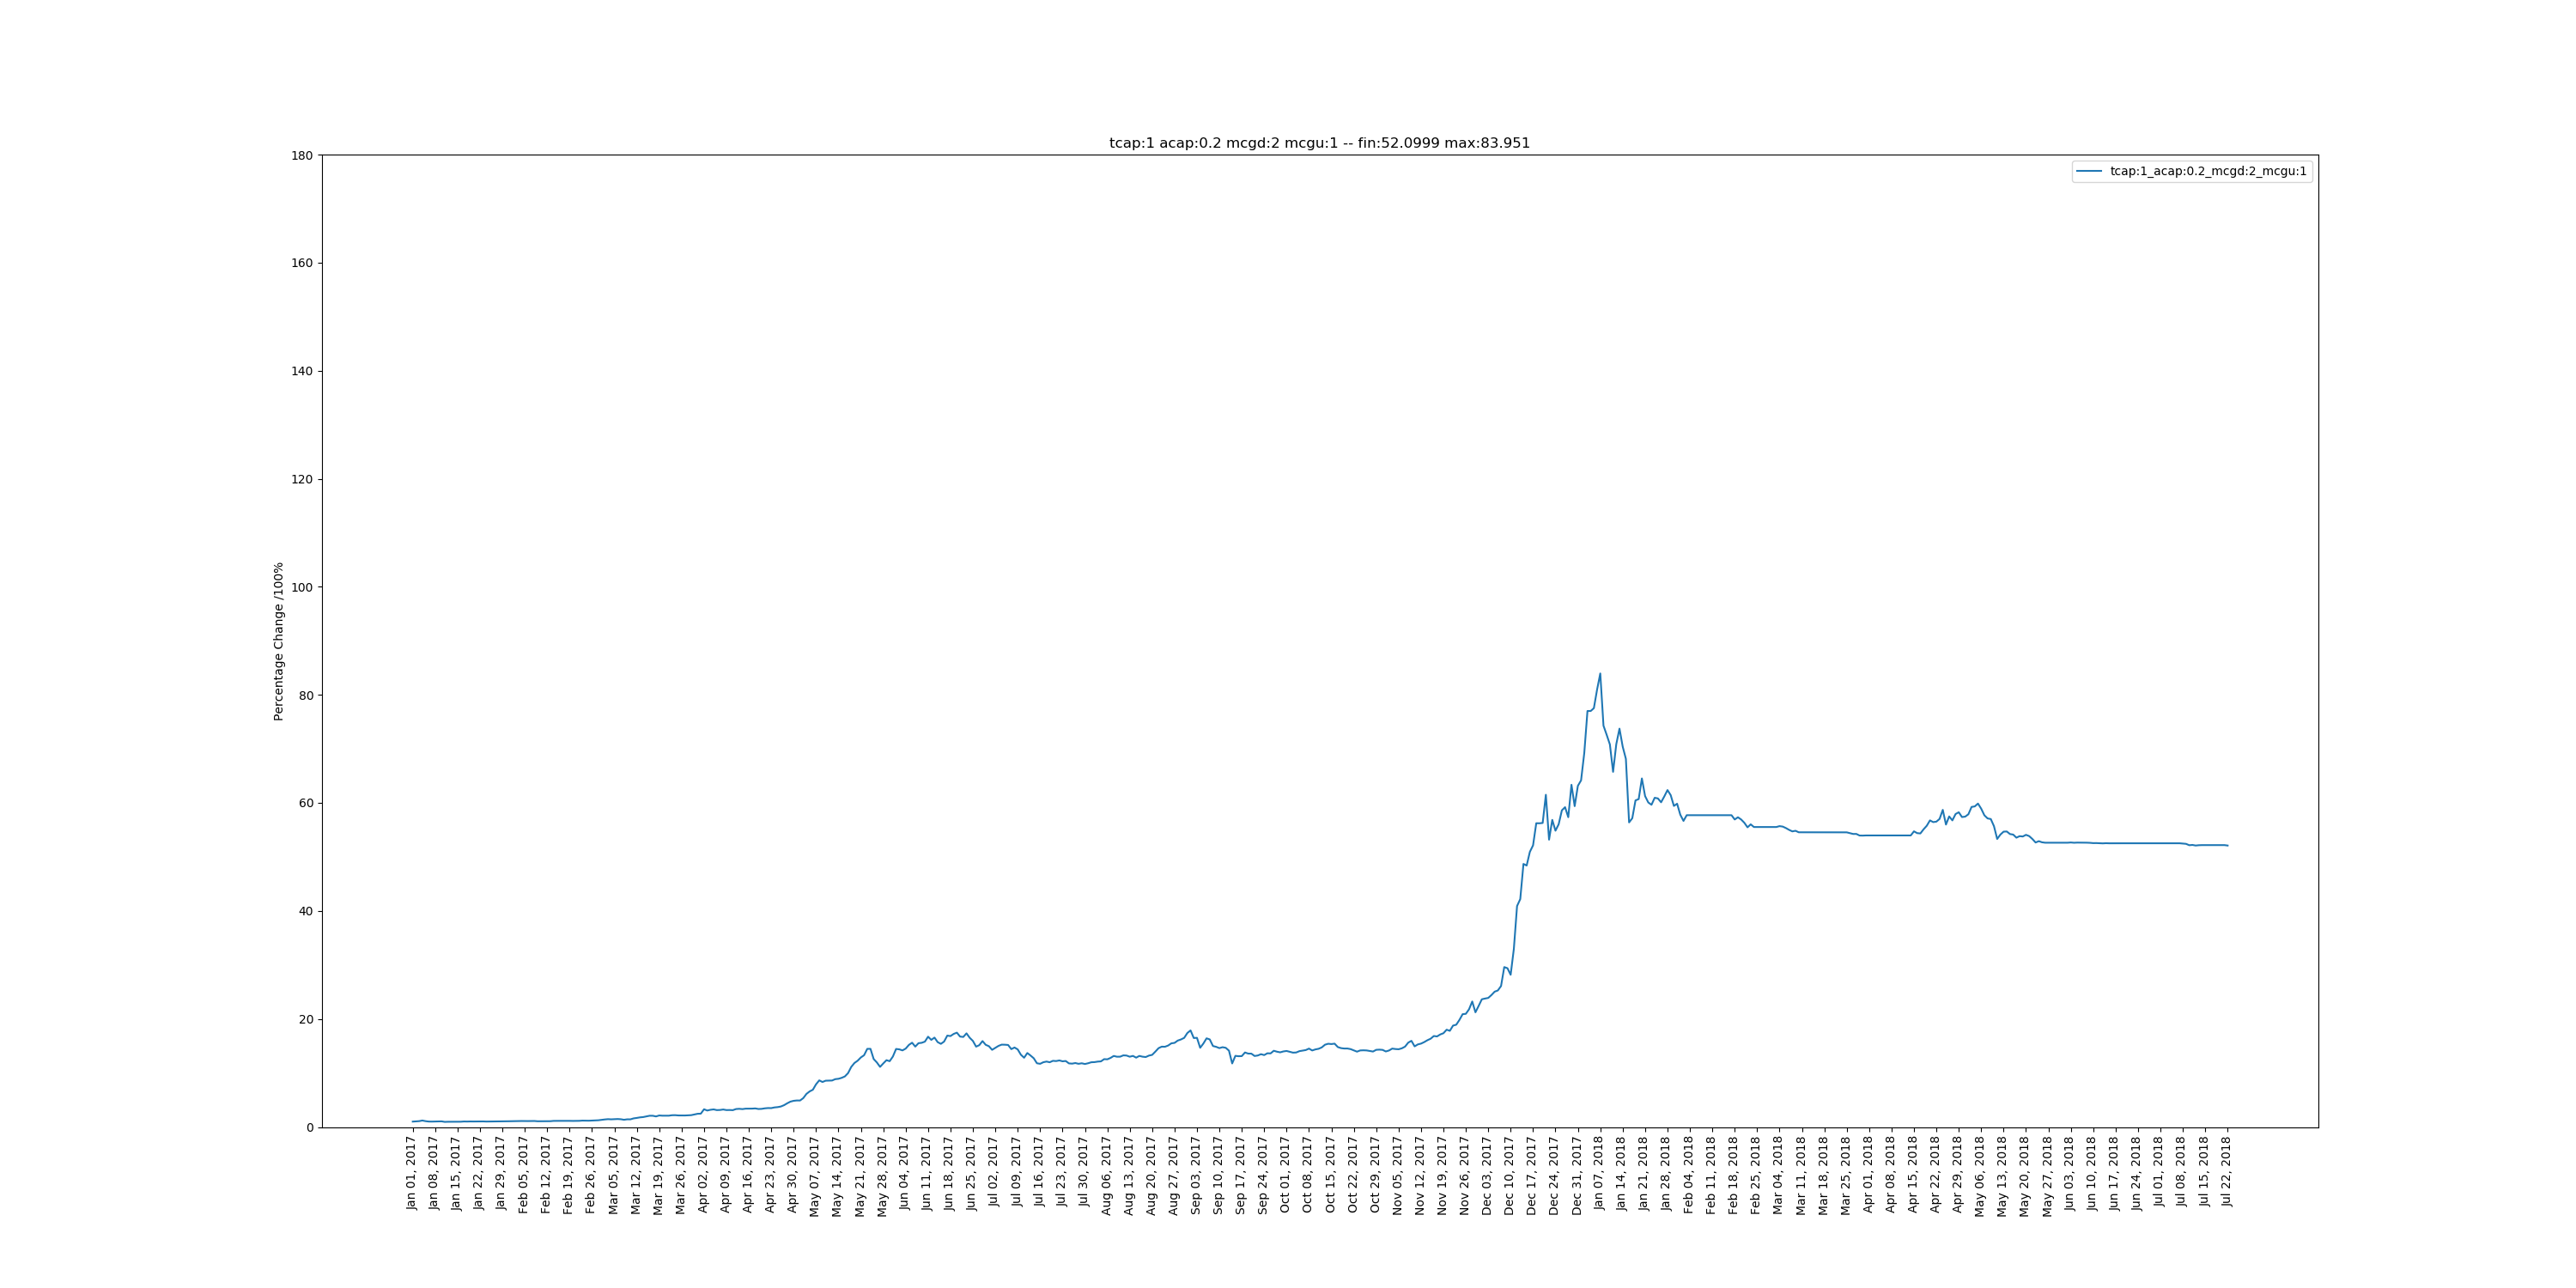 tcap:1 acap:0.2 mcgd:2 mcgu:1 -- fin:52.0999 max:83.951
tcap:1_acap:0.2_mcgd:2_mcgu:1
Percentage Change /100%
180
160
140
120
100
80
60
40
20
0
Jan 01, 2017
Jan 08, 2017
Jan 15, 2017
Jan 22, 2017
Jan 29, 2017
Feb 05, 2017
Feb 12, 2017
Feb 19, 2017
Feb 26, 2017
Mar 05, 2017
Mar 12, 2017
Mar 19, 2017
Mar 26, 2017
Apr 02, 2017
Apr 09, 2017
Apr 16, 2017
Apr 23, 2017
Apr 30, 2017
May 07, 2017
May 14, 2017
May 21, 2017
May 28, 2017
Jun 04, 2017
Jun 11, 2017
Jun 18, 2017
Jun 25, 2017
Jul 02, 2017
Jul 09, 2017
Jul 16, 2017
Jul 23, 2017
Jul 30, 2017
Aug 06, 2017
Aug 13, 2017
Aug 20, 2017
Aug 27, 2017
Sep 03, 2017
Sep 10, 2017
Sep 17, 2017
Sep 24, 2017
Oct 01, 2017
Oct 08, 2017
Oct 15, 2017
Oct 22, 2017
Oct 29, 2017
Nov 05, 2017
Nov 12, 2017
Nov 19, 2017
Nov 26, 2017
Dec 03, 2017
Dec 10, 2017
Dec 17, 2017
Dec 24, 2017
Dec 31, 2017
Jan 07, 2018
Jan 14, 2018
Jan 21, 2018
Jan 28, 2018
Feb 04, 2018
Feb 11, 2018
Feb 18, 2018
Feb 25, 2018
Mar 04, 2018
Mar 11, 2018
Mar 18, 2018
Mar 25, 2018
Apr 01, 2018
Apr 08, 2018
Apr 15, 2018
Apr 22, 2018
Apr 29, 2018
May 06, 2018
May 13, 2018
May 20, 2018
May 27, 2018
Jun 03, 2018
Jun 10, 2018
Jun 17, 2018
Jun 24, 2018
Jul 01, 2018
Jul 08, 2018
Jul 15, 2018
Jul 22, 2018